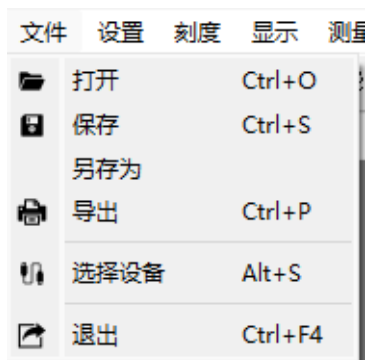 文件 设置 刻度 显示 测量
打开 Ctrl+O
保存 Ctrl+S
另存为
导出 Ctrl+P
选择设备 Alt+S
退出 Ctrl+F4